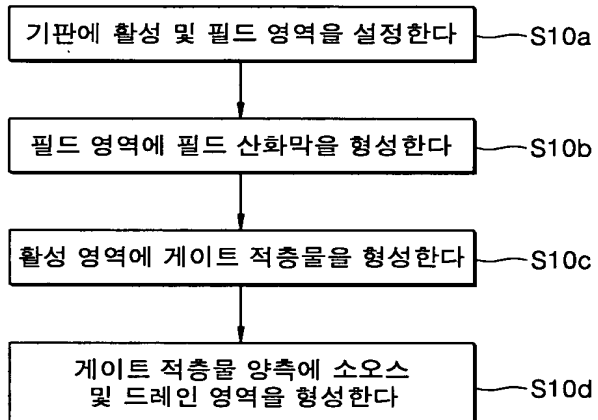 기판에 활성 및 필드 영역을 설정한다
S10a
필드 영역에 필드 산화막을 형성한다
S10b
활성 영역에 게이트 적층물을 형성한다
S10c
게이트 적층물 양측에 소오스
및 드레인 영역을 형성한다
S10d